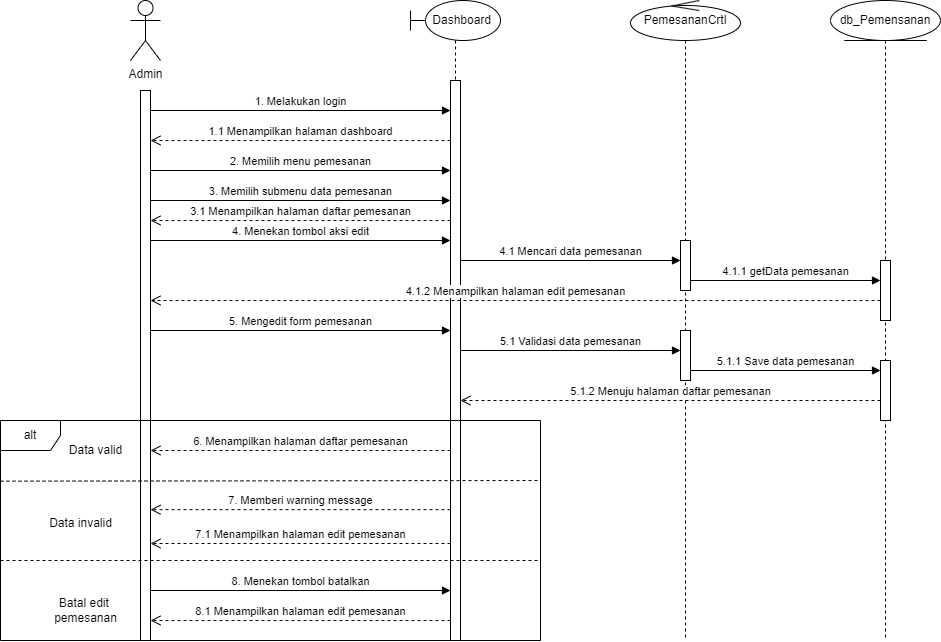 Dashboard
PemesananCrtl
db_Pemensanan
Admin
1. Melakukan login
1.1 Menampilkan halaman dashboard
2. Memilih menu pemesanan
3. Memilih submenu data pemesanan
3.1 Menampilkan halaman daftar pemesanan
4. Menekan tombol aksi edit
4.1 Mencari data pemesanan
4.1.1 getData pemesanan
4.1.2 Menampilkan halaman edit pemesanan
5. Mengedit form pemesanan
5.1 Validasi data pemesanan
5.1.1 Save data pemesanan
5.1.2 Menuju halaman daftar pemesanan
alt
Data valid
6. Menampilkan halaman daftar pemesanan
7. Memberi warning message
Data invalid
7.1 Menampilkan halaman edit pemesanan
8. Menekan tombol batalkan
Batal edit
pemesanan
8.1 Menampilkan halaman edit pemesanan